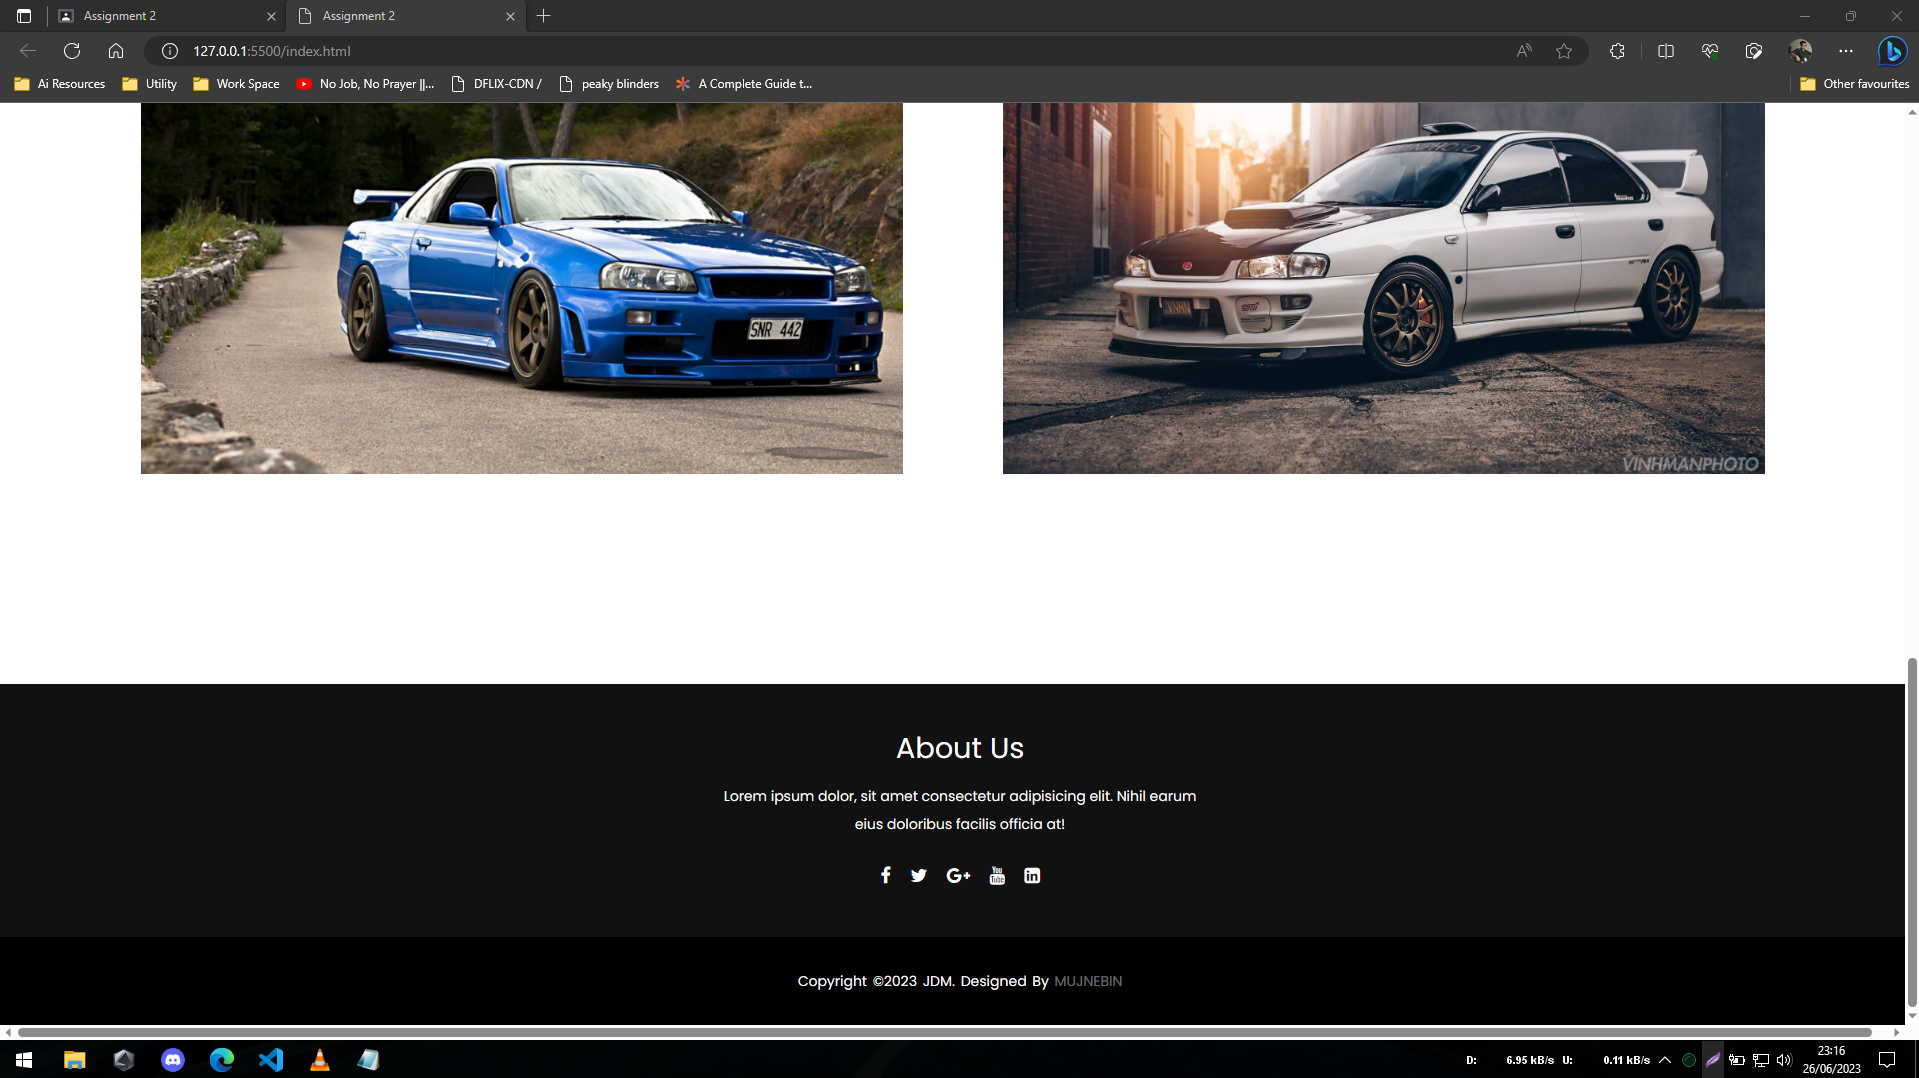 Assignment 2
Assignment 2
127.0.0.1:5500/index.html
Ai Resources
Utility
Work Space
No Job, No Prayer ||...
DFLIX-CDN /
peaky blinders
A Complete Guide t...
Other favourites
SNR 442
VINHMANPHOTO
About Us
Lorem ipsum dolor, sit amet consectetur adipisicing elit. Nihil earum
eius doloribus facilis officia at!
You
Tube
Copyright ©2023 JDM. Designed By MUJNEBIN
D: 6.95 kB/s U: 0.11 kB/s
23:16
26/06/2023